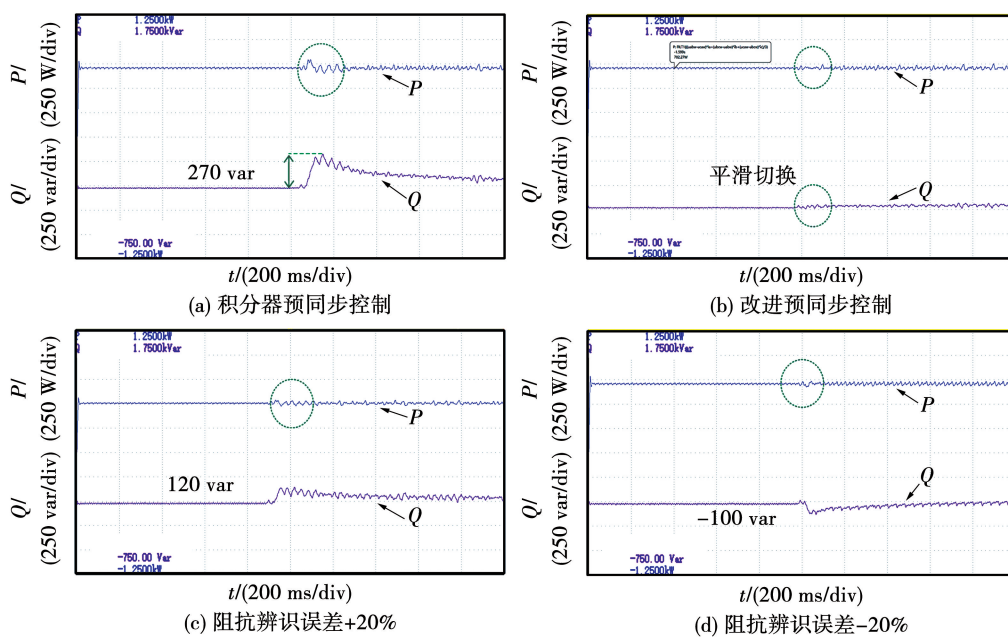 P 1.2500kW
Q 1.7500kVar
P/
(250 W/div)
P
Q/
(250 var/div)
270 var
Q
-750.00 Var
-1.2500kW
t/(200 ms/div)
(a) 积分器预同步控制
P 1.2500kW
Q 1.7500kVar
P/
(250 W/div)
P
Q/
(250 var/div)
平滑切换
Q
-750.00 Var
-1.2500kW
t/(200 ms/div)
(b) 改进预同步控制
1.2500kW
Q 1.7500kVar
P/
(250 W/div)
P
Q/
(250 var/div)
120 var
Q
-750.00 Var
-1.2500kW
t/(200 ms/div)
(c) 阻抗辨识误差+20%
1.2500kW
Q 1.7500kVar
P/
(250 W/div)
P
Q/
(250 var/div)
-100 var
Q
-750.00 Var
-1.2500kW
t/(200 ms/div)
(d) 阻抗辨识误差-20%